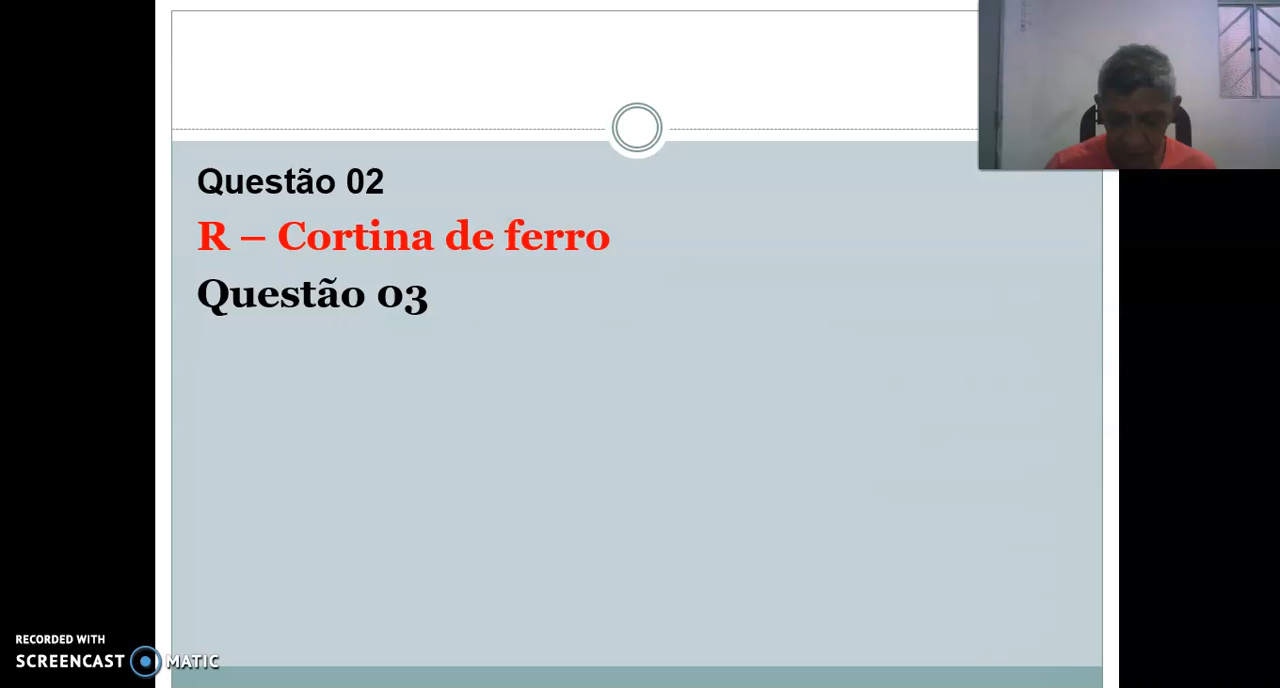 Questão 02
R – Cortina de ferro
Questão 03
RECORDED WITH
SCREENCAST MATIC